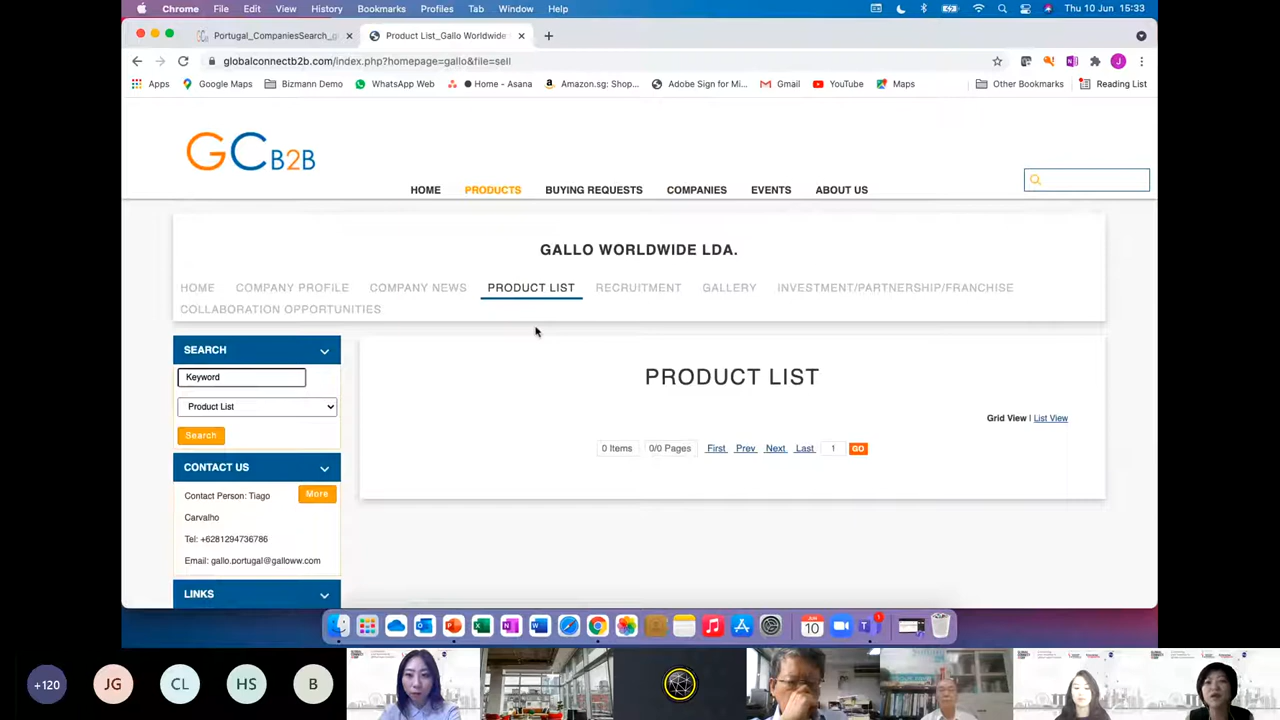 Chrome File Edit View History Bookmarks Profiles Tab Window Help Thu 10 Jun 15:33
Portugal_CompaniesSearch_g Product List_Gallo Worldwide
globalconnectb2b.com/index.php?homepage=gallo&file=sell
Apps Google Maps Bizmann Demo WhatsApp Web Home - Asana Amazon.sg: Shop... Adobe Sign for Mi... Gmail YouTube Maps Other Bookmarks Reading List
GC B2B
HOME PRODUCTS BUYING REQUESTS COMPANIES EVENTS ABOUT US
GALLO WORLDWIDE LDA.
HOME COMPANY PROFILE COMPANY NEWS PRODUCT LIST RECRUITMENT GALLERY INVESTMENT/PARTNERSHIP/FRANCHISE
COLLABORATION OPPORTUNITIES
SEARCH
Keyword
Product List
Search
CONTACT US
Contact Person: Tiago More
Carvalho
Tel: +6281294736786
Email: gallo.portugal@galloww.com
LINKS
PRODUCT LIST
Grid View | List View
0 Items 0/0 Pages First Prev Next Last 1 GO
+120 JG CL HS B